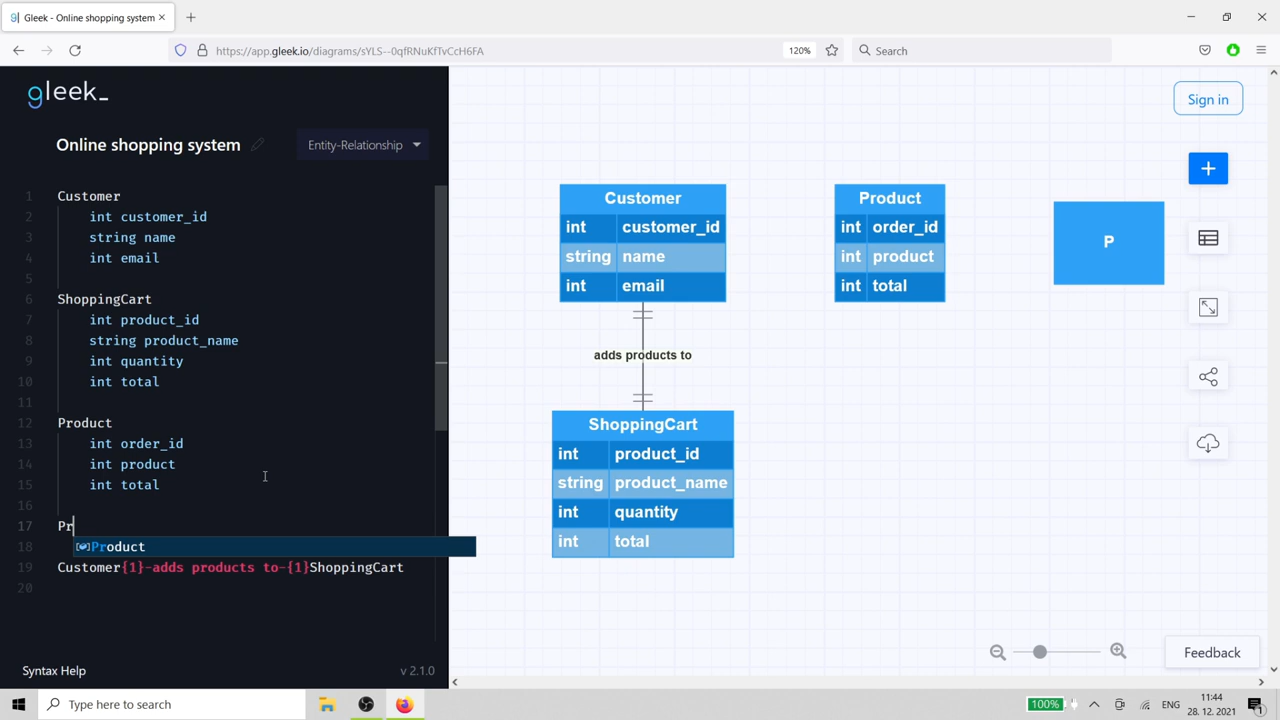 Gleek - Online shopping system
https://app.gleek.io/diagrams/sYLS--0qfRNuKfTvCcH6FA
120%
Search
gleek_
Sign in
Online shopping system
Entity-Relationship
1 Customer
2 int customer_id
3 string name
4 int email
5
6 ShoppingCart
7 int product_id
8 string product_name
9 int quantity
10 int total
11
12 Product
13 int order_id
14 int product
15 int total
16
17 Pr
Product
18
19 Customer{1}-adds products to-{1}ShoppingCart
20
Customer
int customer_id
string name
int email
adds products to
ShoppingCart
int product_id
string product_name
int quantity
int total
Product
int order_id
int product
int total
P
Syntax Help
v 2.1.0
Feedback
Type here to search
100%
ENG
11:44
28. 12. 2021
1